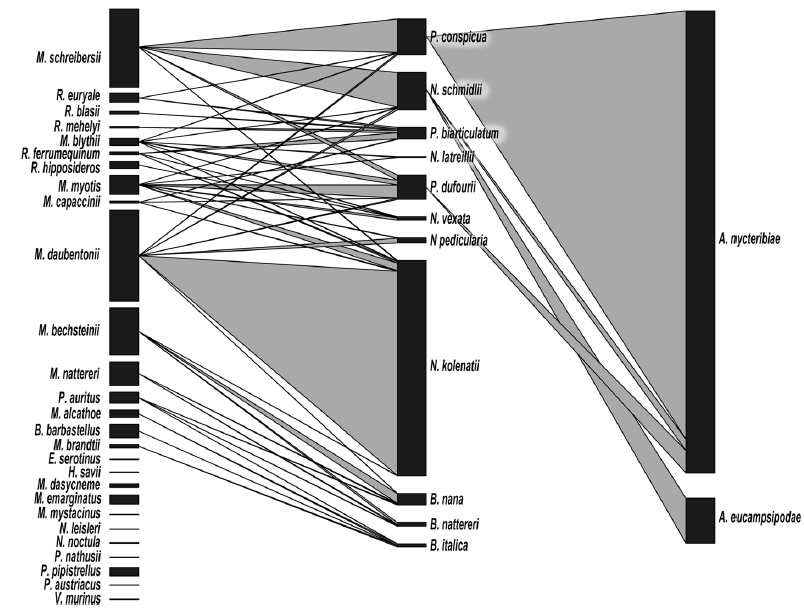 M. schreibersii
R. euryale
R. blasii
R. mehelyi
M. blythii
R. ferrumequinum
R. hipposideros
M. myotis
M. capaccinii
M. daubentonii
M. bechsteinii
M. nattereri
P. auritus
M. alcathoe
B. barbastellus
M. brandtii
E. serotinus
H. savii
M. dasycneme
M. emarginatus
M. mystacinus
N. leisleri
N. noctula
P. nathusii
P. pipistrellus
P. austriacus
V. murinus
P. conspicua
N. schmidlii
P. biarticulatum
N. latreillii
P. dufourii
N. vexata
N pedicularia
N. kolenatii
B. nana
B. nattereri
B. italica
A. nycteribiae
A. eucampsipodae